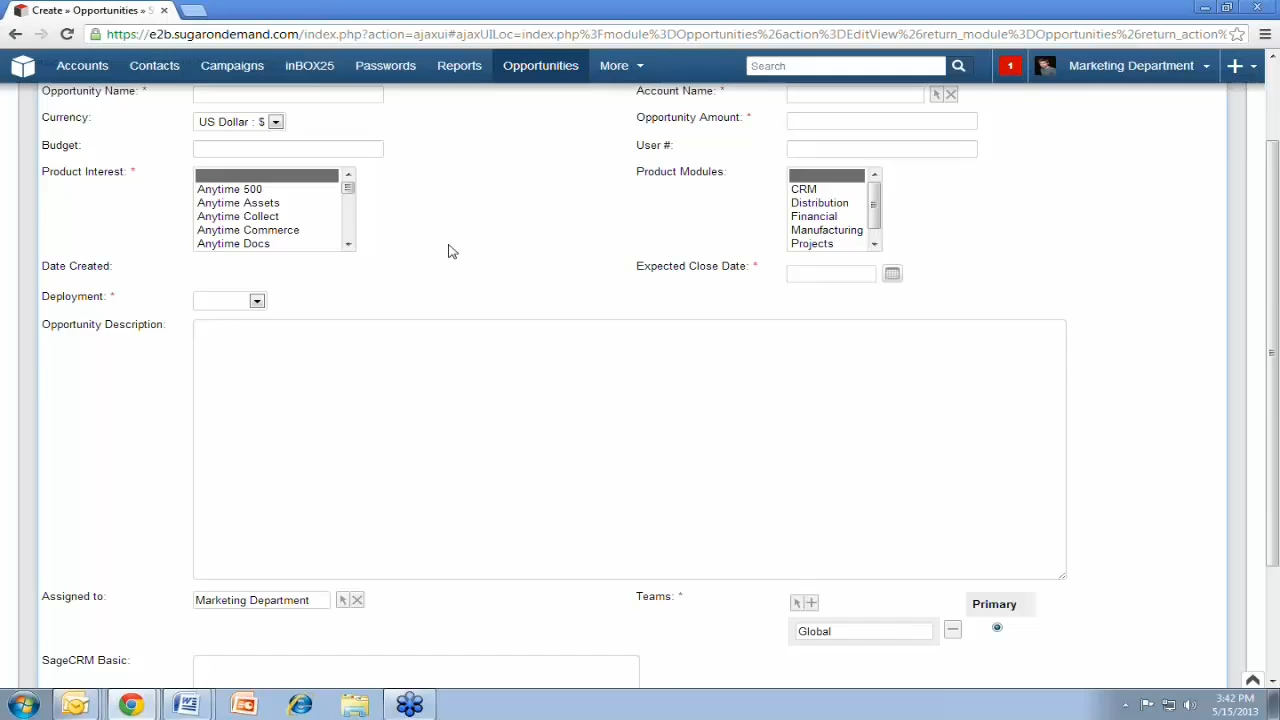 Create » Opportunities » S
https://e2b.sugarondemand.com/index.php?action=ajaxui#ajaxUILoc=index.php%3Fmodule%3DOpportunities%26action%3DEditView%26return_module%3DOpportunities%26return_action%
Accounts Contacts Campaigns inBOX25 Passwords Reports Opportunities More Search 1 Marketing Department
Opportunity Name: * Account Name: *
Currency: US Dollar : $ Opportunity Amount: *
Budget: User #:
Product Interest: * Product Modules:
Anytime 500 CRM
Anytime Assets Distribution
Anytime Collect Financial
Anytime Commerce Manufacturing
Anytime Docs Projects
Date Created: Expected Close Date: *
Deployment: *
Opportunity Description:
Assigned to: Marketing Department Teams: * Primary
Global
SageCRM Basic:
3:42 PM
5/15/2013